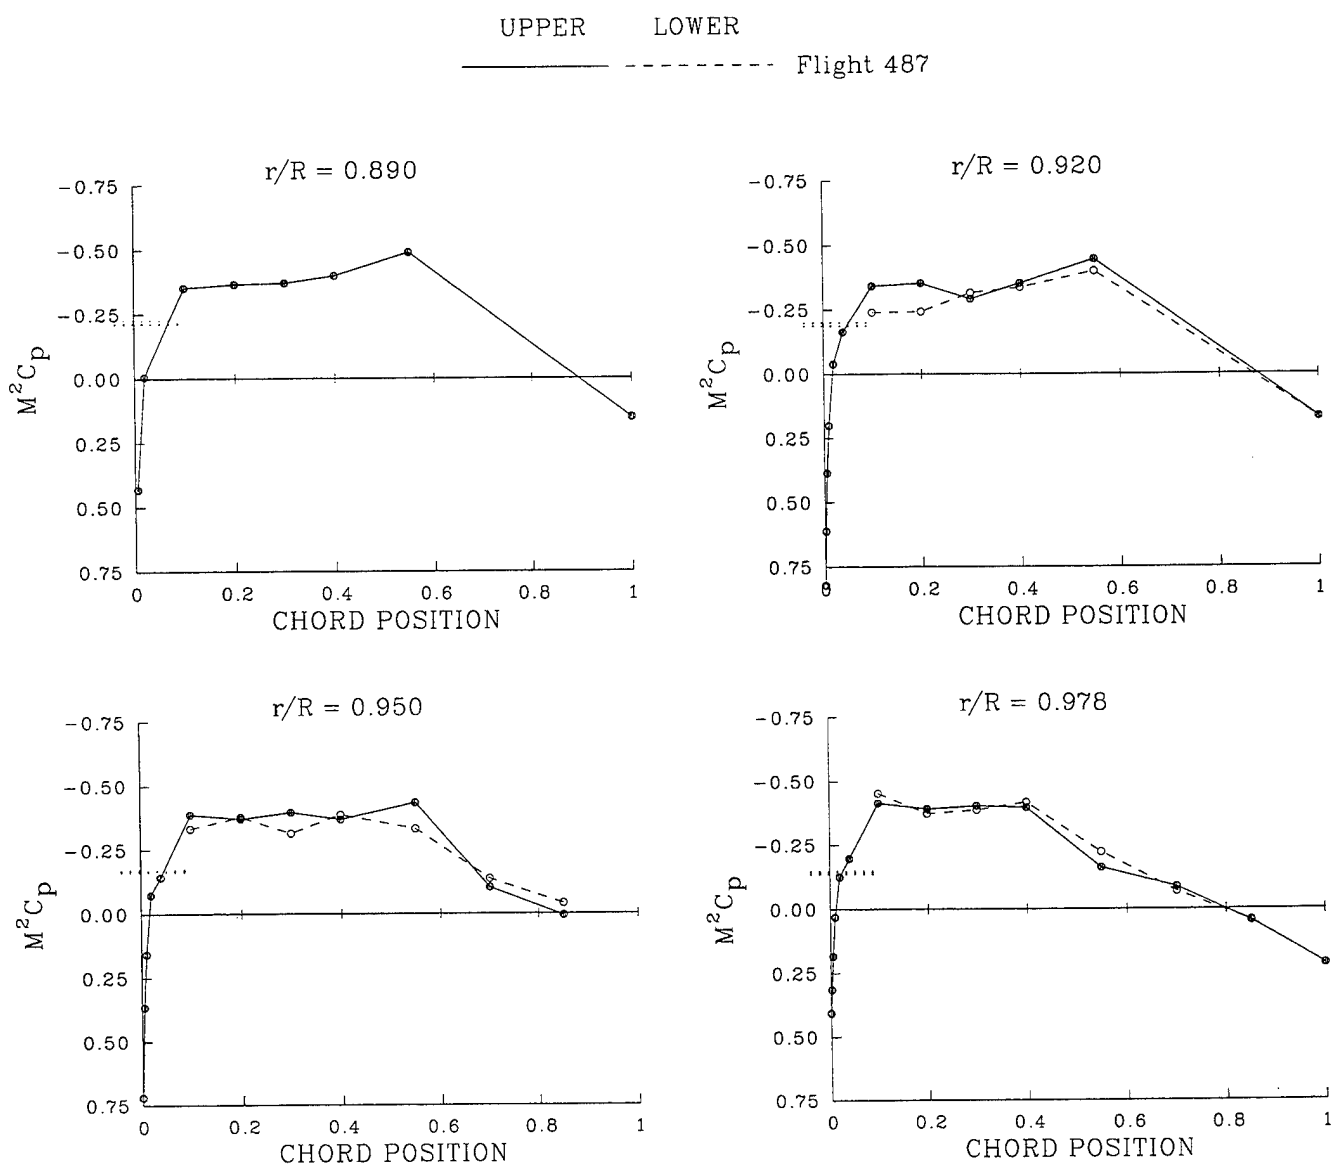 UPPER LOWER
Flight 487
r/R = 0.890
-0.75
-0.50
-0.25
0.00
0.25
0.50
0.75
M²Cp
0 0.2 0.4 0.6 0.8 1
CHORD POSITION
r/R = 0.920
-0.75
-0.50
-0.25
0.00
0.25
0.50
0.75
M²Cp
0 0.2 0.4 0.6 0.8 1
CHORD POSITION
r/R = 0.950
-0.75
-0.50
-0.25
0.00
0.25
0.50
0.75
M²Cp
0 0.2 0.4 0.6 0.8 1
CHORD POSITION
r/R = 0.978
-0.75
-0.50
-0.25
0.00
0.25
0.50
0.75
M²Cp
0 0.2 0.4 0.6 0.8 1
CHORD POSITION